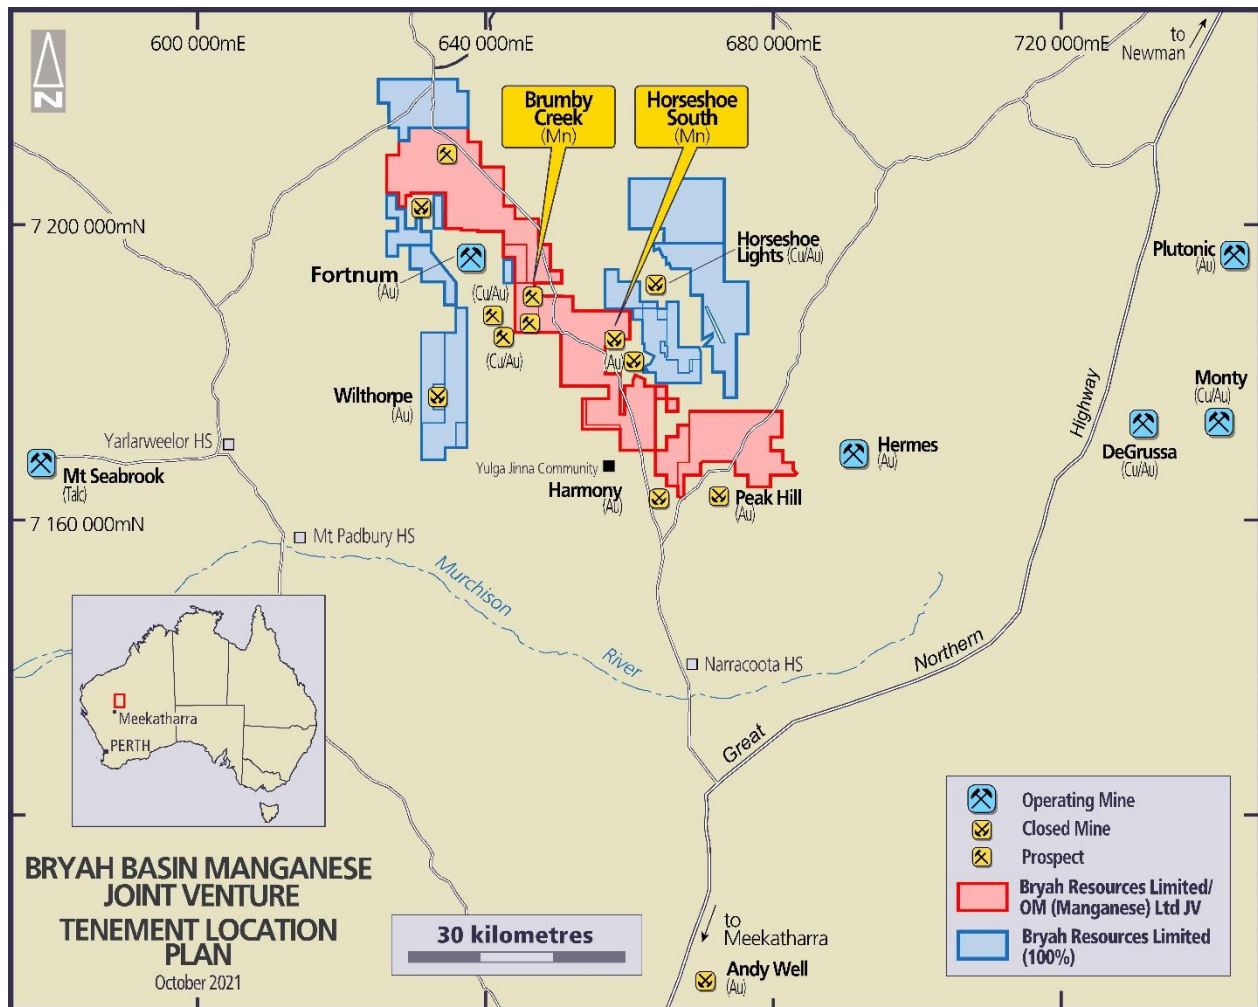 600 000mE
640 000mE
680 000mE
720 000mE
to
Newman
N
Brumby
Creek
(Mn)
Horseshoe
South
(Mn)
7 200 000mN
Horseshoe
Lights (Cu/Au)
Plutonic
(Au)
Fortnum
(Au)
(Cu/Au)
(Cu/Au)
(Au)
Wilthorpe
(Au)
Monty
(Cu/Au)
Highway
Yarlarweelor HS
Mt Seabrook
(Talc)
Yulga Jinna Community
Harmony
(Au)
Peak Hill
(Au)
Hermes
(Au)
DeGrussa
(Cu/Au)
7 160 000mN
Mt Padbury HS
Murchison
River
Narracoota HS
Northern
Great
Meekatharra
PERTH
BRYAH BASIN MANGANESE
JOINT VENTURE
TENEMENT LOCATION
PLAN
October 2021
30 kilometres
to
Meekatharra
Andy Well
(Au)
Operating Mine
Closed Mine
Prospect
Bryah Resources Limited/
OM (Manganese) Ltd JV
Bryah Resources Limited
(100%)